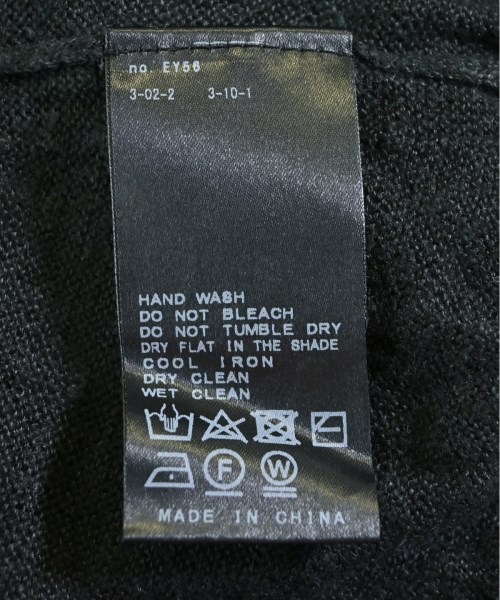 no. EY56
3-02-2 3-10-1
HAND WASH
DO NOT BLEACH
DO NOT TUMBLE DRY
DRY FLAT IN THE SHADE
COOL IRON
DRY CLEAN
WET CLEAN
F W
MADE IN CHINA